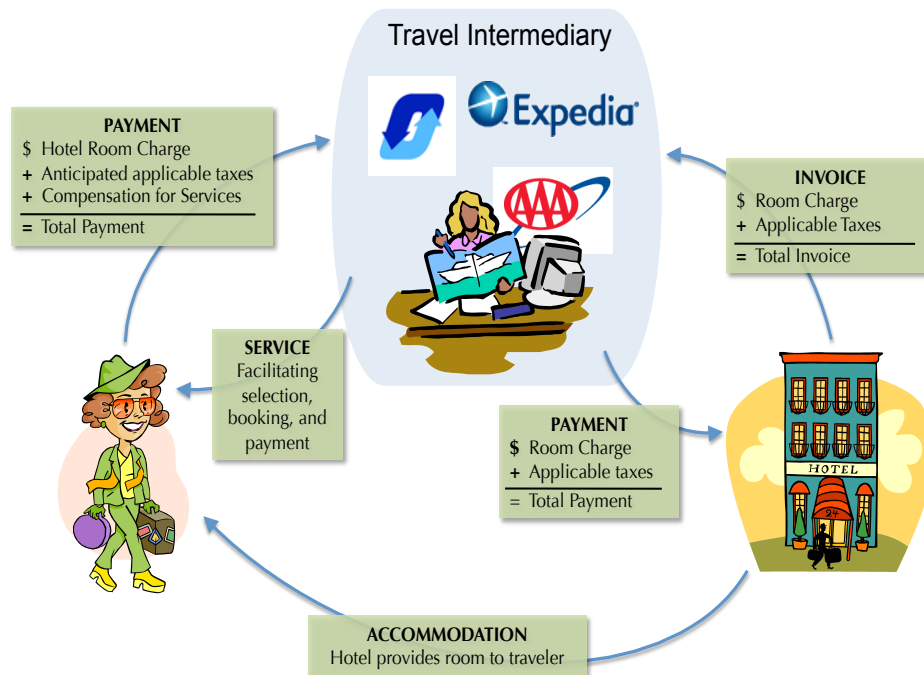 Travel Intermediary
Expedia
AAA
PAYMENT
$ Hotel Room Charge
+ Anticipated applicable taxes
+ Compensation for Services
= Total Payment
INVOICE
$ Room Charge
+ Applicable Taxes
= Total Invoice
SERVICE
Facilitating
selection,
booking, and
payment
PAYMENT
$ Room Charge
+ Applicable taxes
= Total Payment
HOTEL
24
ACCOMMODATION
Hotel provides room to traveler